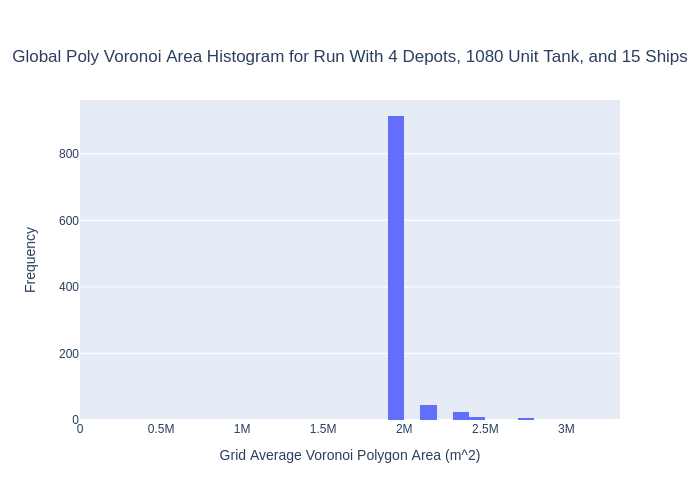 Global Poly Voronoi Area Histogram for Run With 4 Depots, 1080 Unit Tank, and 15 Ships
800
600
400
200
0
Frequency
0 0.5M 1M 1.5M 2M 2.5M 3M
Grid Average Voronoi Polygon Area (m^2)